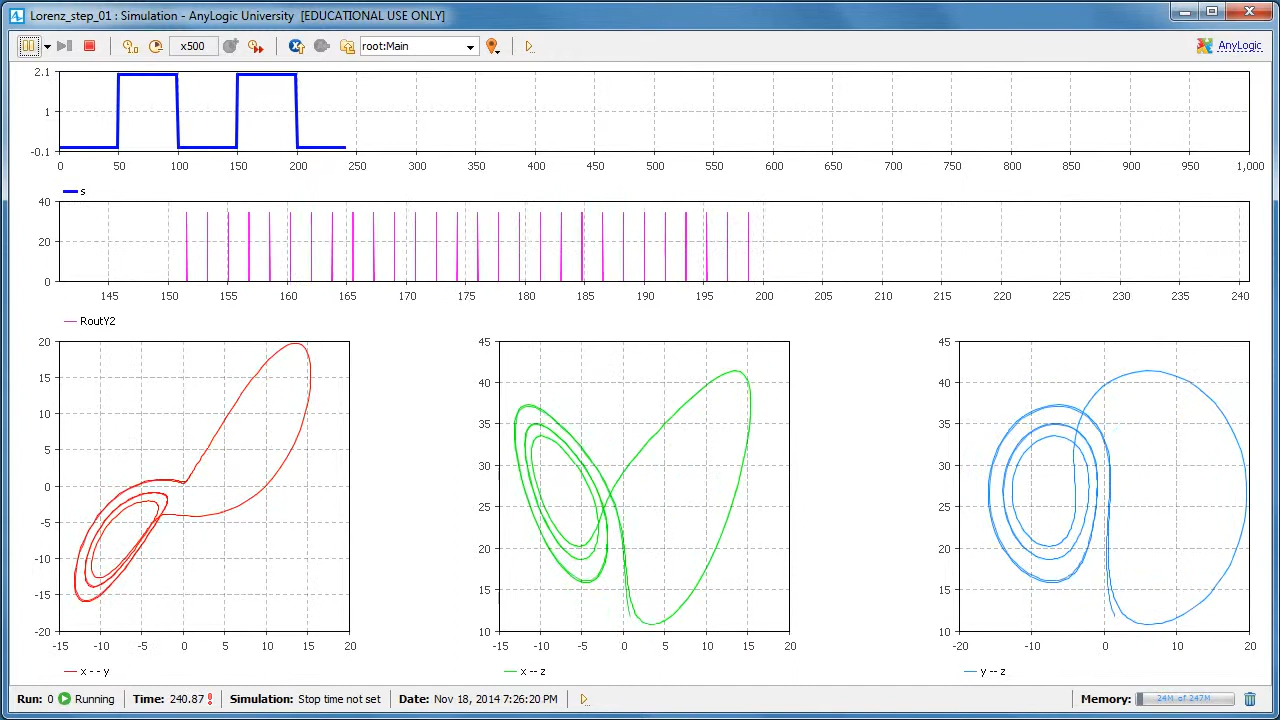 Lorenz_step_01 : Simulation - AnyLogic University [EDUCATIONAL USE ONLY]
x500 root:Main AnyLogic
2.1
1
-0.1
0 50 100 150 200 250 300 350 400 450 500 550 600 650 700 750 800 850 900 950 1,000
s
40
20
0
145 150 155 160 165 170 175 180 185 190 195 200 205 210 215 220 225 230 235 240
RoutY2
20
15
10
5
0
-5
-10
-15
-20
-15 -10 -5 0 5 10 15 20
x -- y
45
40
35
30
25
20
15
10
-15 -10 -5 0 5 10 15 20
x -- z
45
40
35
30
25
20
15
10
-20 -10 0 10 20
y -- z
Run: 0 Running Time: 240.87 Simulation: Stop time not set Date: Nov 18, 2014 7:26:20 PM Memory: 24M of 247M